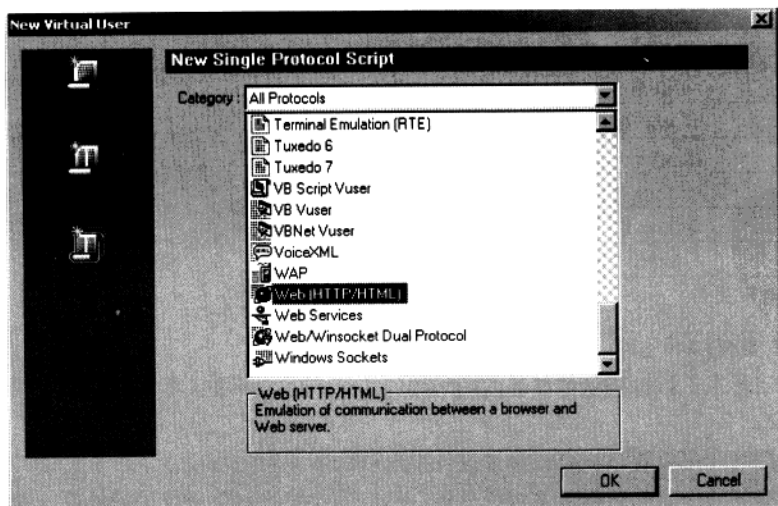 New Virtual User
New Single Protocol Script
Category :
All Protocols
Terminal Emulation (RTE)
Tuxedo 6
Tuxedo 7
VB Script Vuser
VB Vuser
VBNet Vuser
VoiceXML
WAP
Web (HTTP/HTML)
Web Services
Web/Winsocket Dual Protocol
Windows Sockets
Web (HTTP/HTML)
Emulation of communication between a browser and
Web server.
OK
Cancel